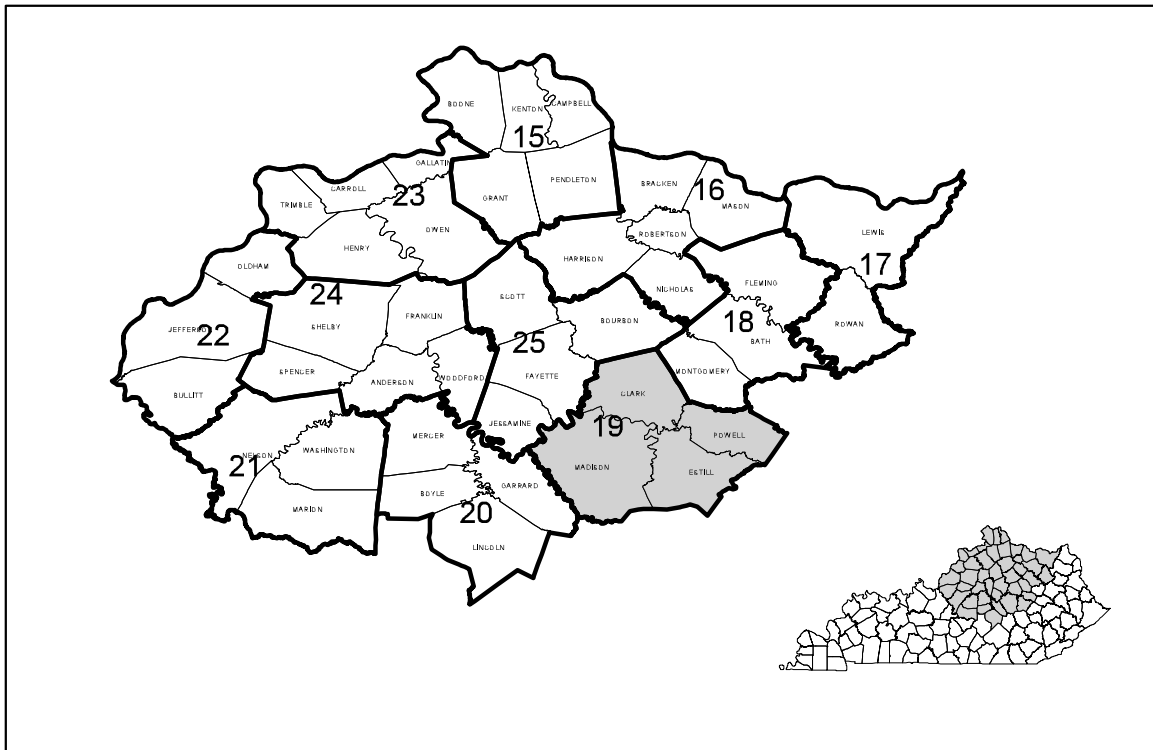 BOONE
KENTON
CAMPBELL
15
GALLATIN
CARROLL
23
TRIMBLE
GRANT
PENDLETON
BRACKEN
16
MASON
HENRY
OWEN
HARRISON
ROBERTSON
LEWIS
17
OLDHAM
NICHOLAS
FLEMING
24
SCOTT
FRANKLIN
SHELBY
BOURBON
18
BATH
ROWAN
JEFFERSON
22
25
FAYETTE
MONTGOMERY
SPENCER
ANDERSON
WOODFORD
BULLITT
CLARK
JESSAMINE
19
MERCER
POWELL
WASHINGTON
NELSON
21
MADISON
ESTILL
GARRARD
BOYLE
20
MARION
LINCOLN